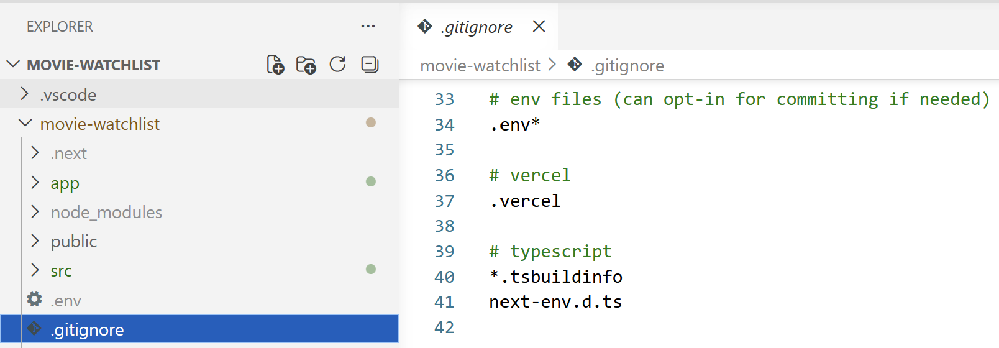 EXPLORER
MOVIE-WATCHLIST
.vscode
movie-watchlist
.next
app
node_modules
public
src
.env
.gitignore
.gitignore
movie-watchlist > .gitignore
33 # env files (can opt-in for committing if needed)
34 .env*
35
36 # vercel
37 .vercel
38
39 # typescript
40 *.tsbuildinfo
41 next-env.d.ts
42